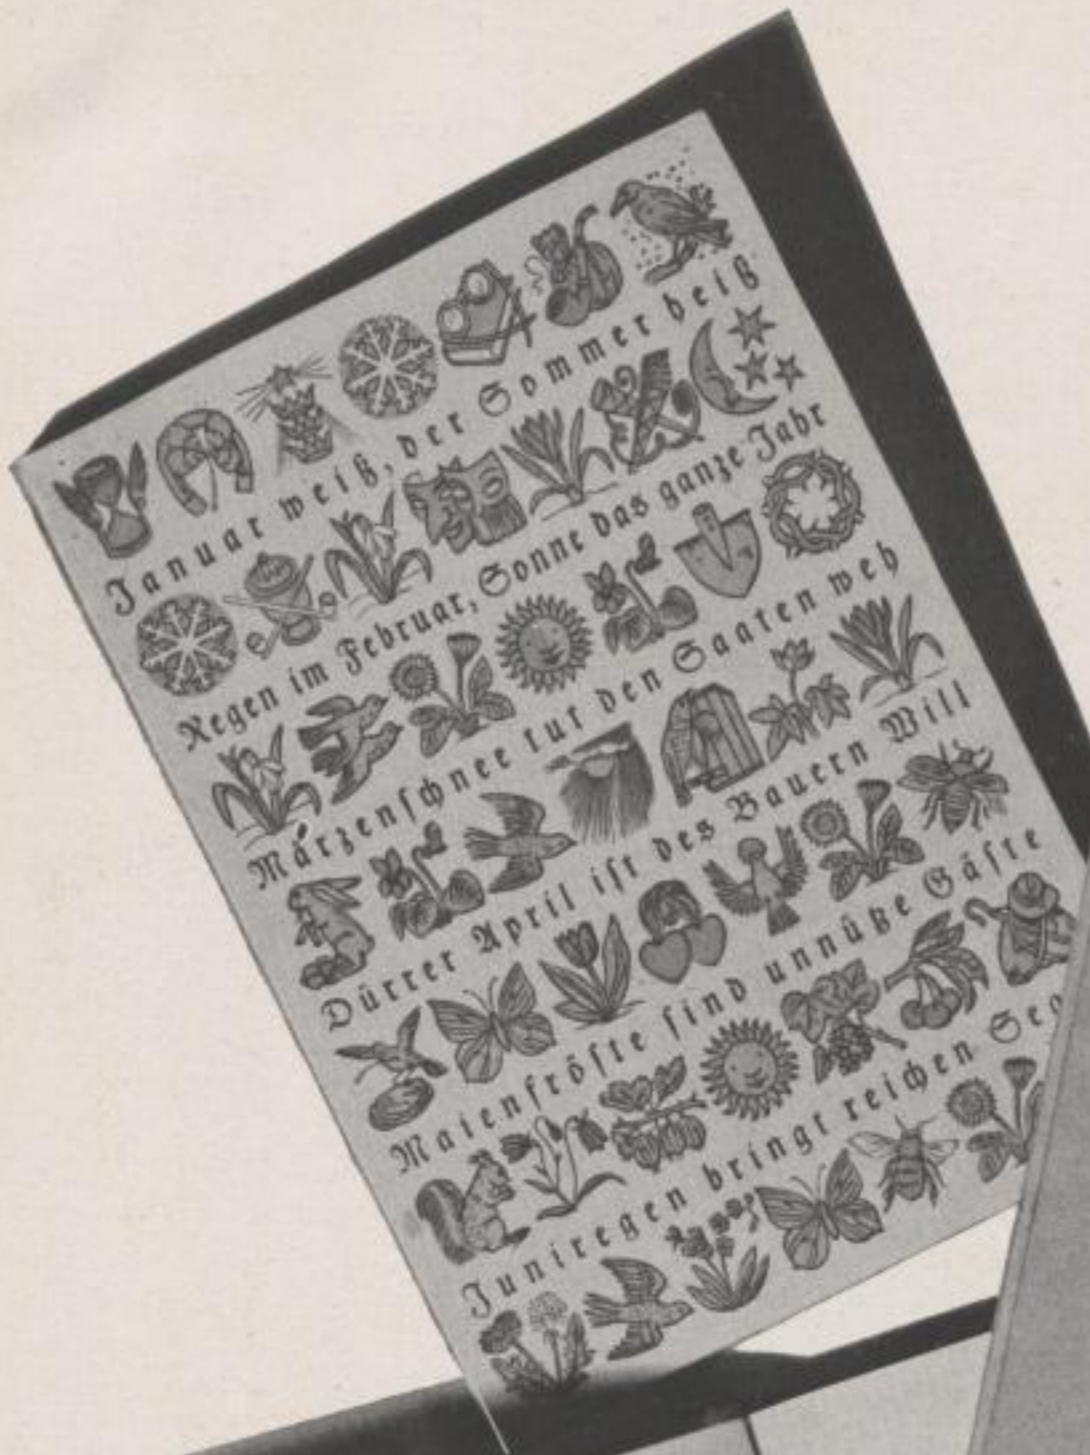 Januar weiß, der Sommer heiß
Regen im Februar, Sonne das ganze Jahr
Märzenschnee tut den Saaten weh
Dürrer April ist des Bauern Will
Maienfröste sind unnütze Gäste
Juniregen bringt reichen